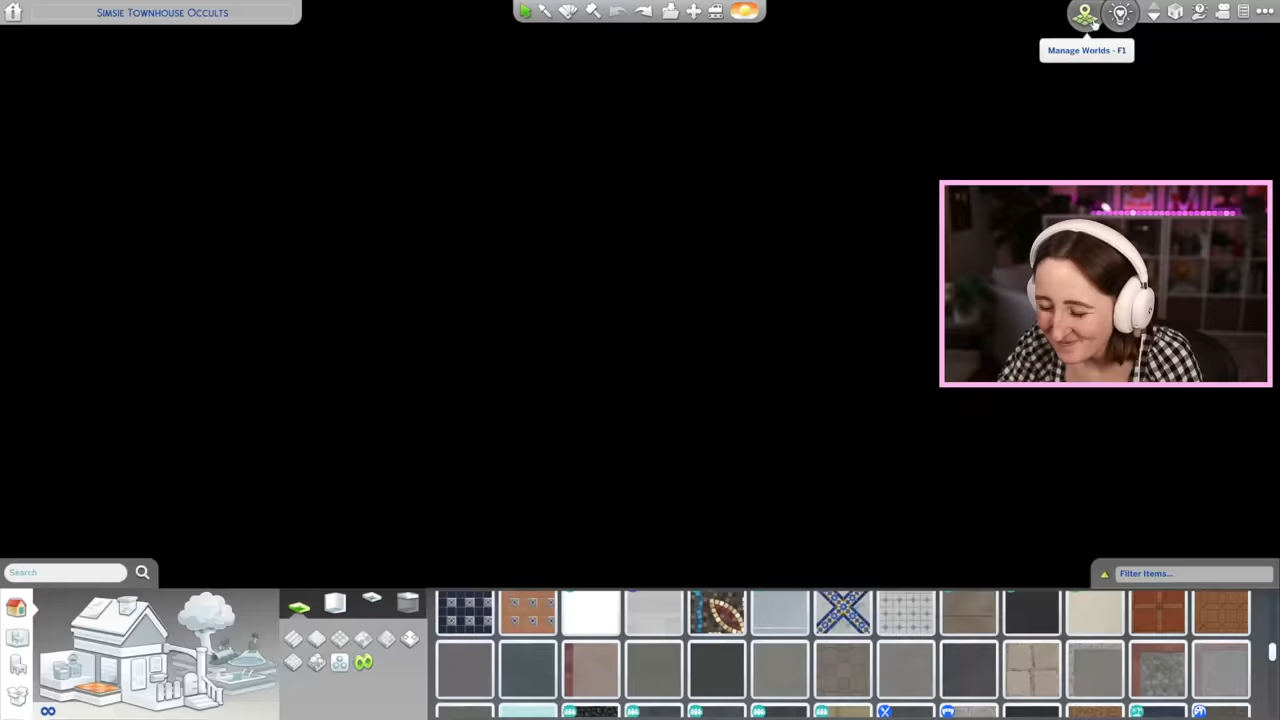 Simsie Townhouse Occults
Manage Worlds - F1
Search
Filter Items...